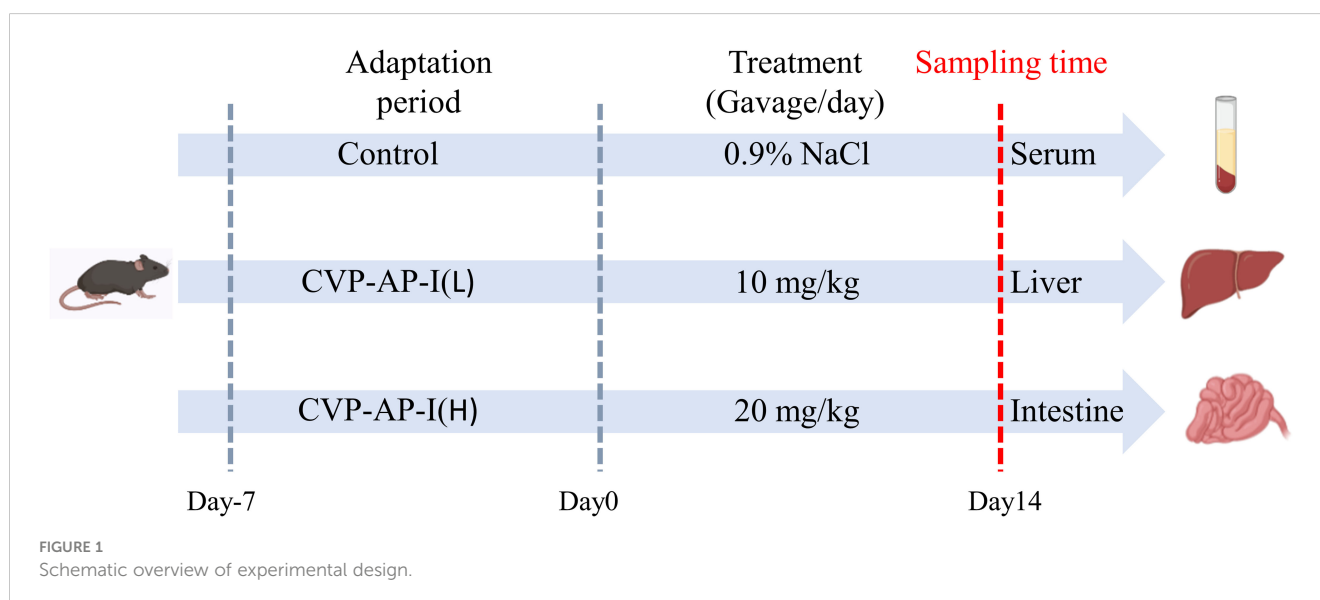 Adaptation
period
Treatment
(Gavage/day)
Sampling time
Control
0.9% NaCl
Serum
CVP-AP-I(L)
10 mg/kg
Liver
CVP-AP-I(H)
20 mg/kg
Intestine
Day-7
Day0
Day14
FIGURE 1
Schematic overview of experimental design.